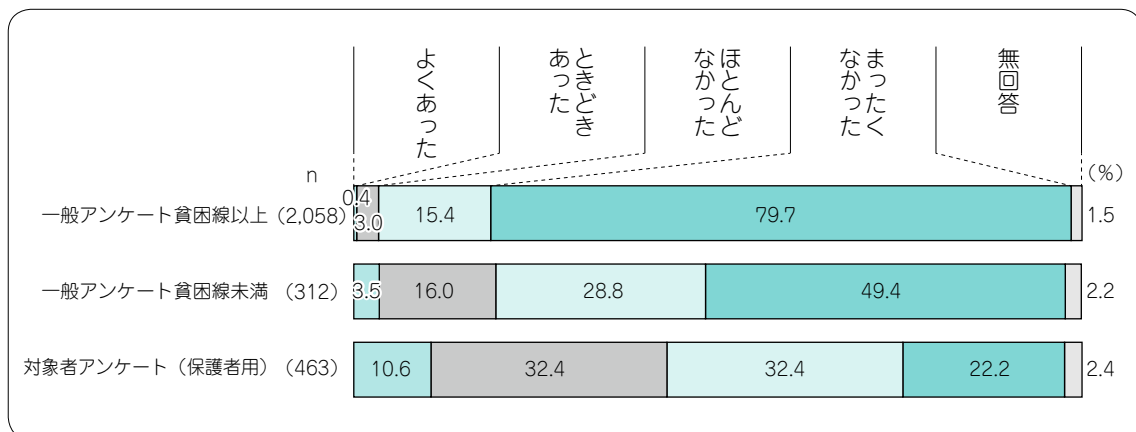 よくあった
ときどき
あった
ほとんど
なかった
まったく
なかった
無回答
n
(%)
一般アンケート貧困線以上 (2,058) 0.4 3.0 15.4 79.7 1.5
一般アンケート貧困線未満 (312) 3.5 16.0 28.8 49.4 2.2
対象者アンケート（保護者用） (463) 10.6 32.4 32.4 22.2 2.4